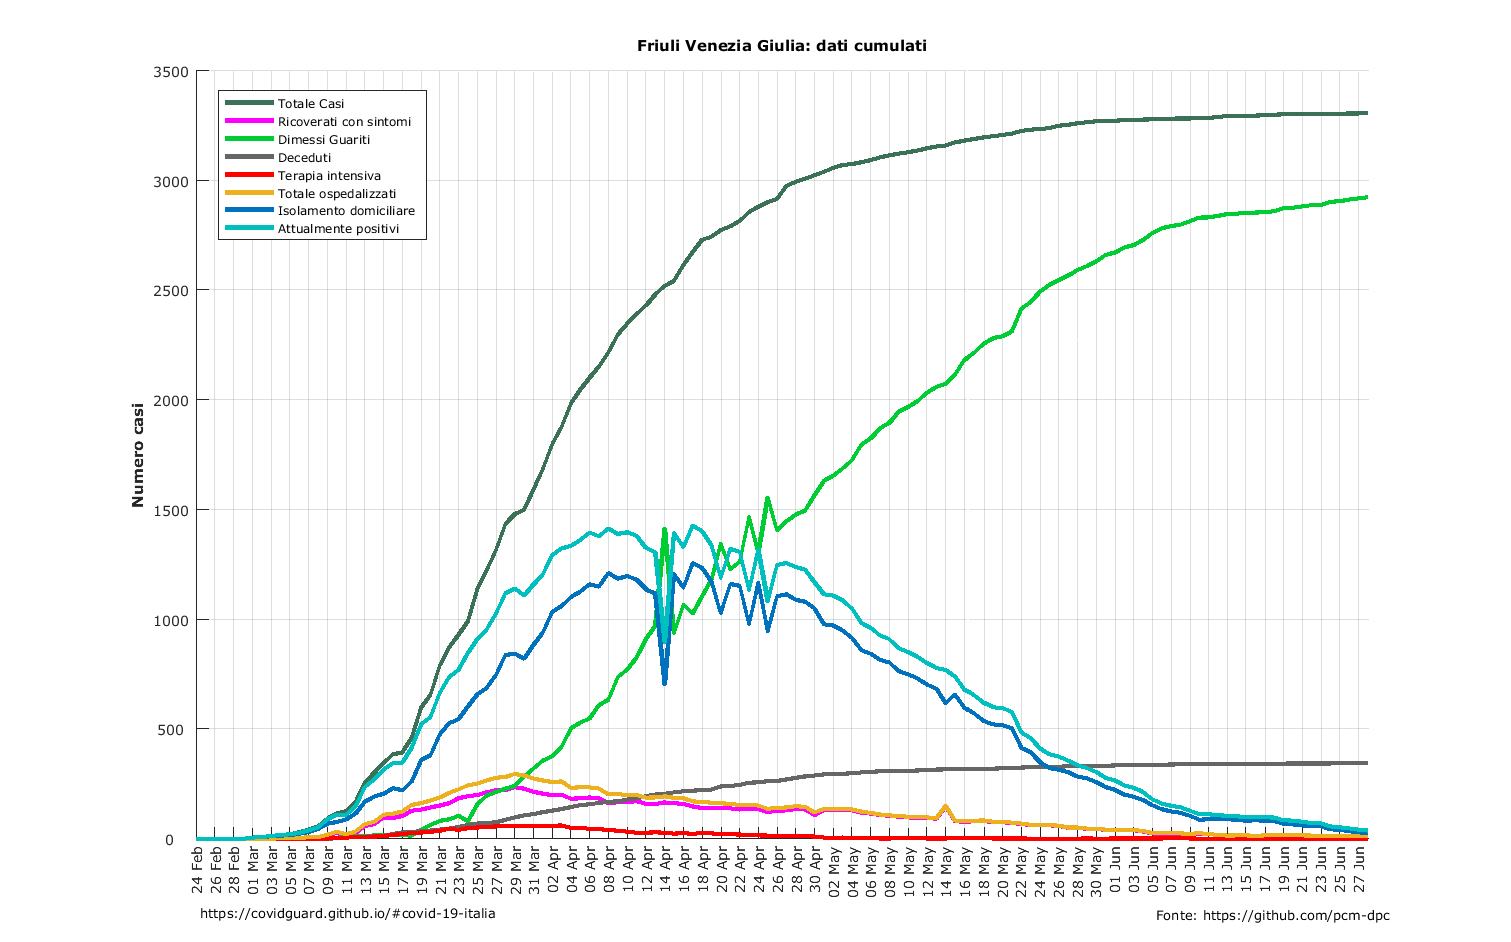 Friuli Venezia Giulia: dati cumulati
3500
3000
2500
2000
1500
1000
500
0
Numero casi
Totale Casi
Ricoverati con sintomi
Dimessi Guariti
Deceduti
Terapia intensiva
Totale ospedalizzati
Isolamento domiciliare
Attualmente positivi
24 Feb
26 Feb
28 Feb
01 Mar
03 Mar
05 Mar
07 Mar
09 Mar
11 Mar
13 Mar
15 Mar
17 Mar
19 Mar
21 Mar
23 Mar
25 Mar
27 Mar
29 Mar
31 Mar
02 Apr
04 Apr
06 Apr
08 Apr
10 Apr
12 Apr
14 Apr
16 Apr
18 Apr
20 Apr
22 Apr
24 Apr
26 Apr
28 Apr
30 Apr
02 May
04 May
06 May
08 May
10 May
12 May
14 May
16 May
18 May
20 May
22 May
24 May
26 May
28 May
30 May
01 Jun
03 Jun
05 Jun
07 Jun
09 Jun
11 Jun
13 Jun
15 Jun
17 Jun
19 Jun
21 Jun
23 Jun
25 Jun
27 Jun
https://covidguard.github.io/#covid-19-italia
Fonte: https://github.com/pcm-dpc